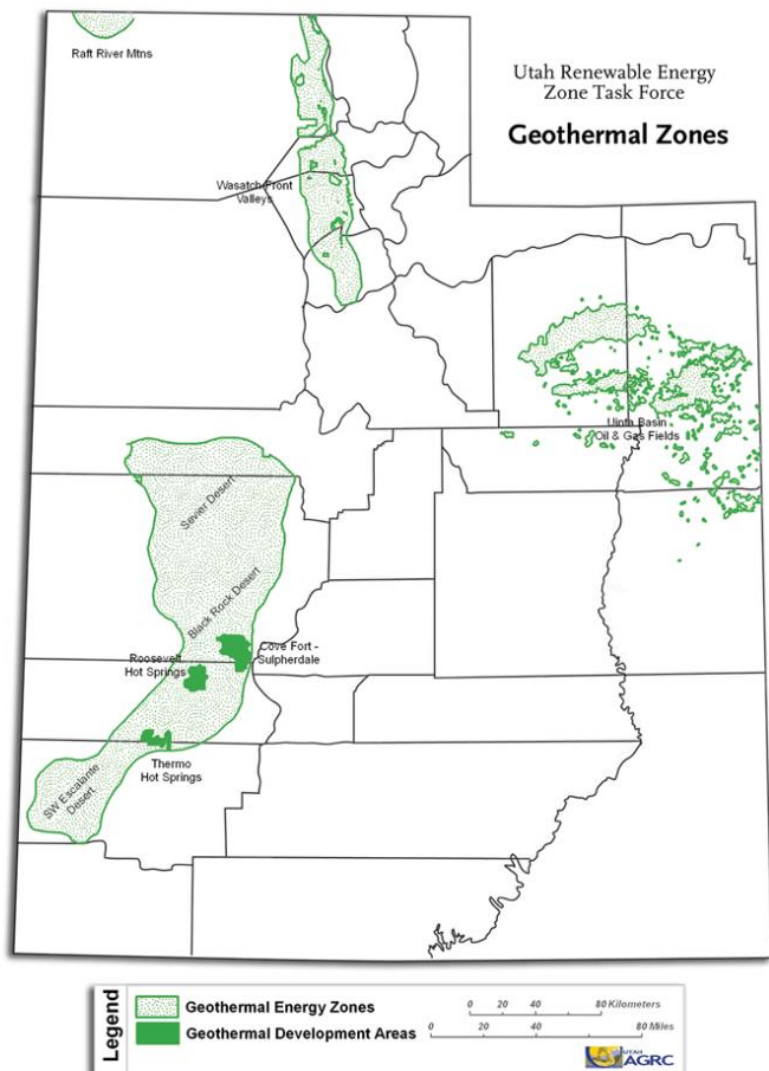 Raft River Mtns
Utah Renewable Energy
Zone Task Force
Geothermal Zones
Wasatch Front
Valleys
Uinta Basin
Oil & Gas Fields
Sevier Desert
Black Rock Desert
Roosevelt
Hot Springs
Cove Fort -
Sulpherdale
Thermo
Hot Springs
SW Escalante
Desert
Legend
Geothermal Energy Zones
Geothermal Development Areas
0 20 40 80 Kilometers
0 20 40 80 Miles
UTAH
AGRC